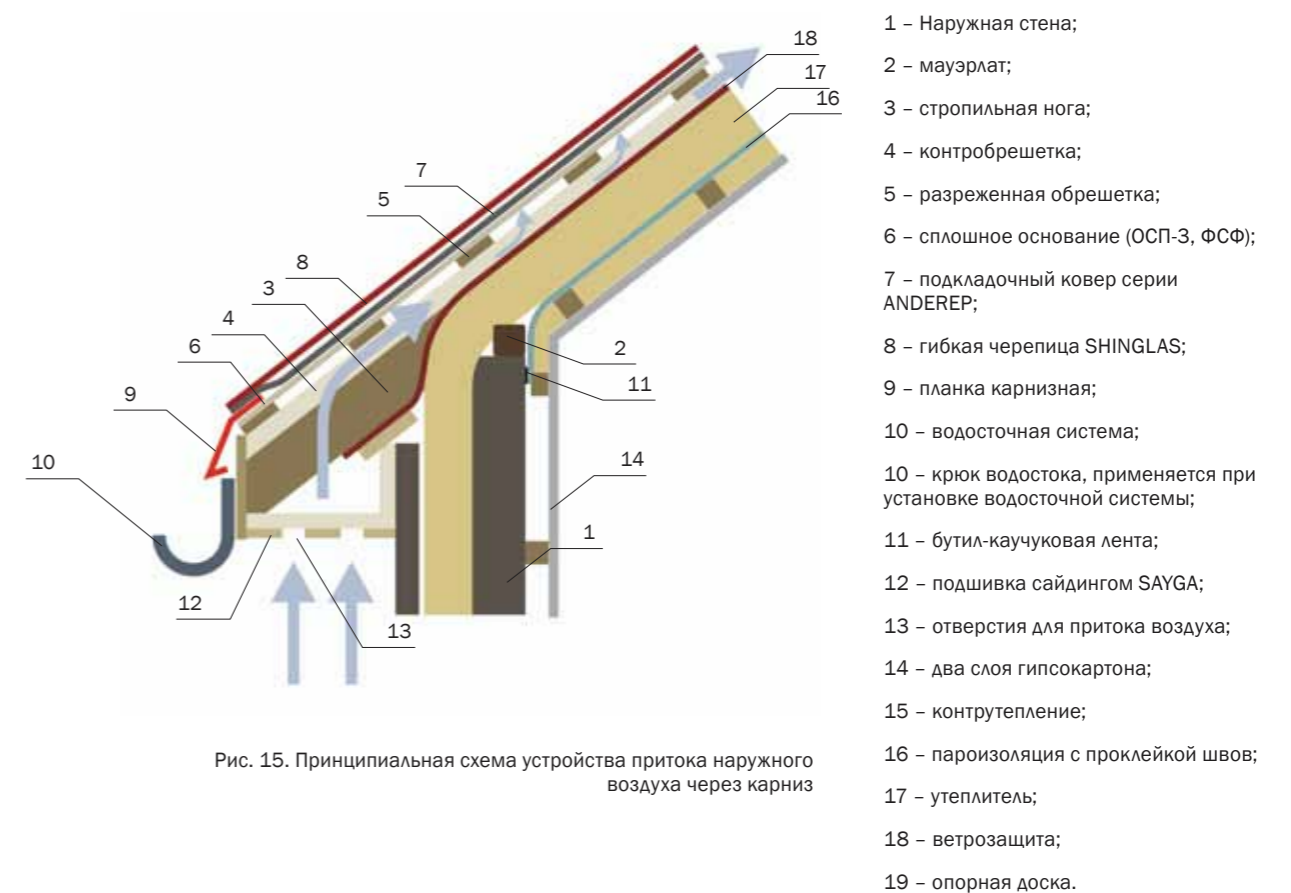 18
17
16
7
5
8
3
4
6
9
10
2
11
14
1
12
13
Рис. 15. Принципиальная схема устройства притока наружного
воздуха через карниз
1 – Наружная стена;
2 – мауэрлат;
3 – стропильная нога;
4 – контробрешетка;
5 – разреженная обрешетка;
6 – сплошное основание (ОСП-3, ФСФ);
7 – подкладочный ковер серии
ANDEREP;
8 – гибкая черепица SHINGLAS;
9 – планка карнизная;
10 – водосточная система;
10 – крюк водостока, применяется при
установке водосточной системы;
11 – бутил-каучуковая лента;
12 – подшивка сайдингом SAYGA;
13 – отверстия для притока воздуха;
14 – два слоя гипсокартона;
15 – контрутепление;
16 – пароизоляция с проклейкой швов;
17 – утеплитель;
18 – ветрозащита;
19 – опорная доска.